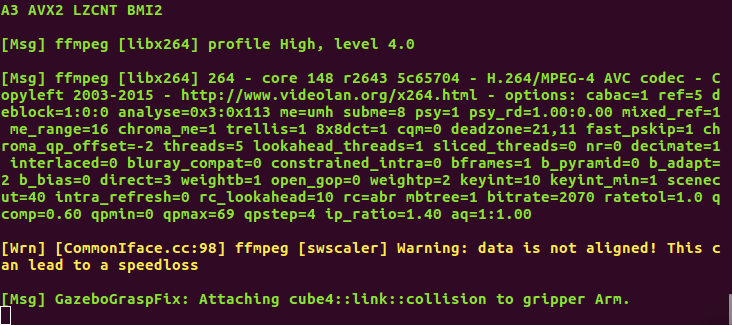 A3 AVX2 LZCNT BMI2
[Msg] ffmpeg [libx264] profile High, level 4.0
[Msg] ffmpeg [libx264] 264 - core 148 r2643 5c65704 - H.264/MPEG-4 AVC codec - C
opyleft 2003-2015 - http://www.videolan.org/x264.html - options: cabac=1 ref=5 d
eblock=1:0:0 analyse=0x3:0x113 me=umh subme=8 psy=1 psy_rd=1.00:0.00 mixed_ref=1
 me_range=16 chroma_me=1 trellis=1 8x8dct=1 cqm=0 deadzone=21,11 fast_pskip=1 ch
roma_qp_offset=-2 threads=5 lookahead_threads=1 sliced_threads=0 nr=0 decimate=1
 interlaced=0 bluray_compat=0 constrained_intra=0 bframes=1 b_pyramid=0 b_adapt=
2 b_bias=0 direct=3 weightb=1 open_gop=0 weightp=2 keyint=10 keyint_min=1 scenec
ut=40 intra_refresh=0 rc_lookahead=10 rc=abr mbtree=1 bitrate=2070 ratetol=1.0 q
comp=0.60 qpmin=0 qpmax=69 qpstep=4 ip_ratio=1.40 aq=1:1.00
[Wrn] [CommonIface.cc:98] ffmpeg [swscaler] Warning: data is not aligned! This c
an lead to a speedloss
[Msg] GazeboGraspFix: Attaching cube4::link::collision to gripper Arm.